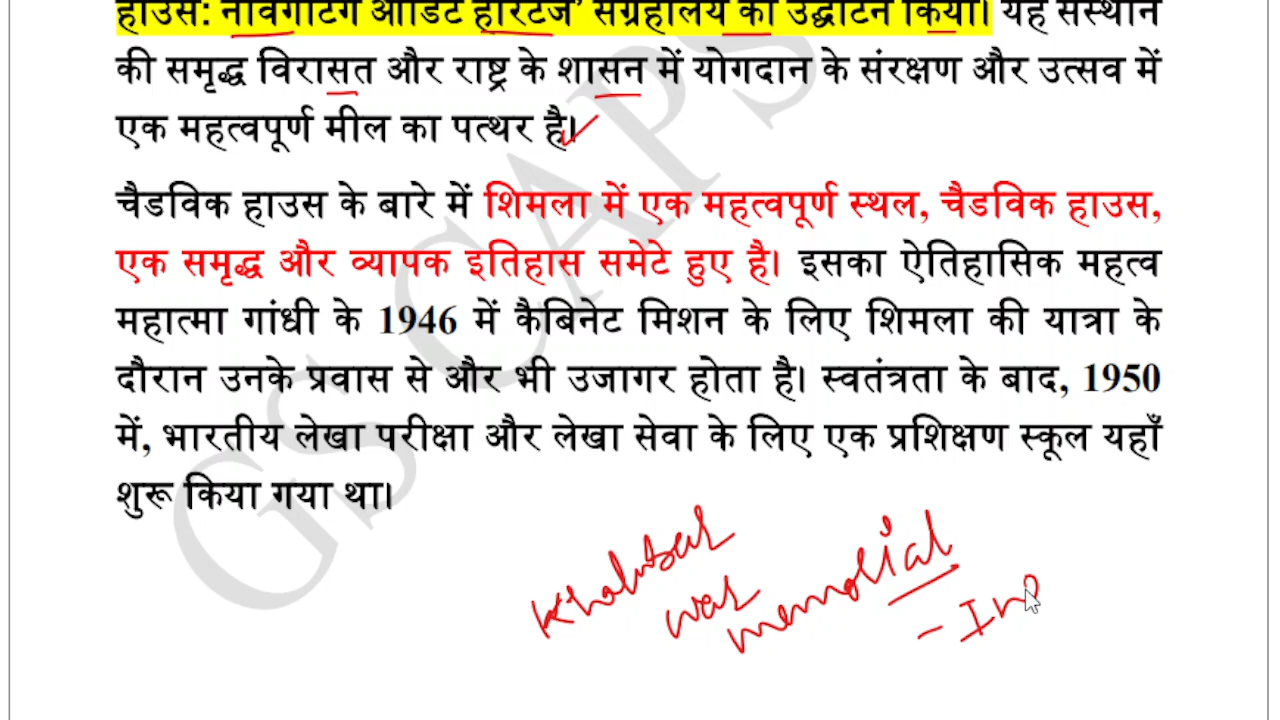 हाउस: नेविगेटिंग ऑडिट हेरिटेज’ संग्रहालय का उद्घाटन किया। यह संस्थान
की समृद्ध विरासत और राष्ट्र के शासन में योगदान के संरक्षण और उत्सव में
एक महत्वपूर्ण मील का पत्थर है।
चैडविक हाउस के बारे में शिमला में एक महत्वपूर्ण स्थल, चैडविक हाउस,
एक समृद्ध और व्यापक इतिहास समेटे हुए है। इसका ऐतिहासिक महत्व
महात्मा गांधी के 1946 में कैबिनेट मिशन के लिए शिमला की यात्रा के
दौरान उनके प्रवास से और भी उजागर होता है। स्वतंत्रता के बाद, 1950
में, भारतीय लेखा परीक्षा और लेखा सेवा के लिए एक प्रशिक्षण स्कूल यहाँ
शुरू किया गया था।
war
memorial
GS CAPS